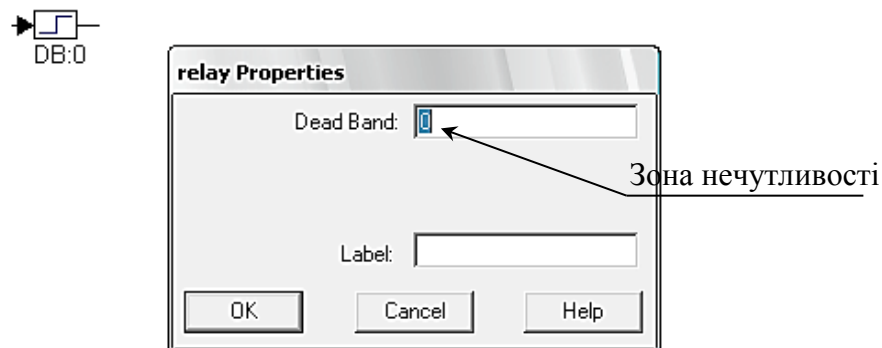 DB:0
relay Properties
Dead Band: 0
Зона нечутливості
Label:
OK Cancel Help